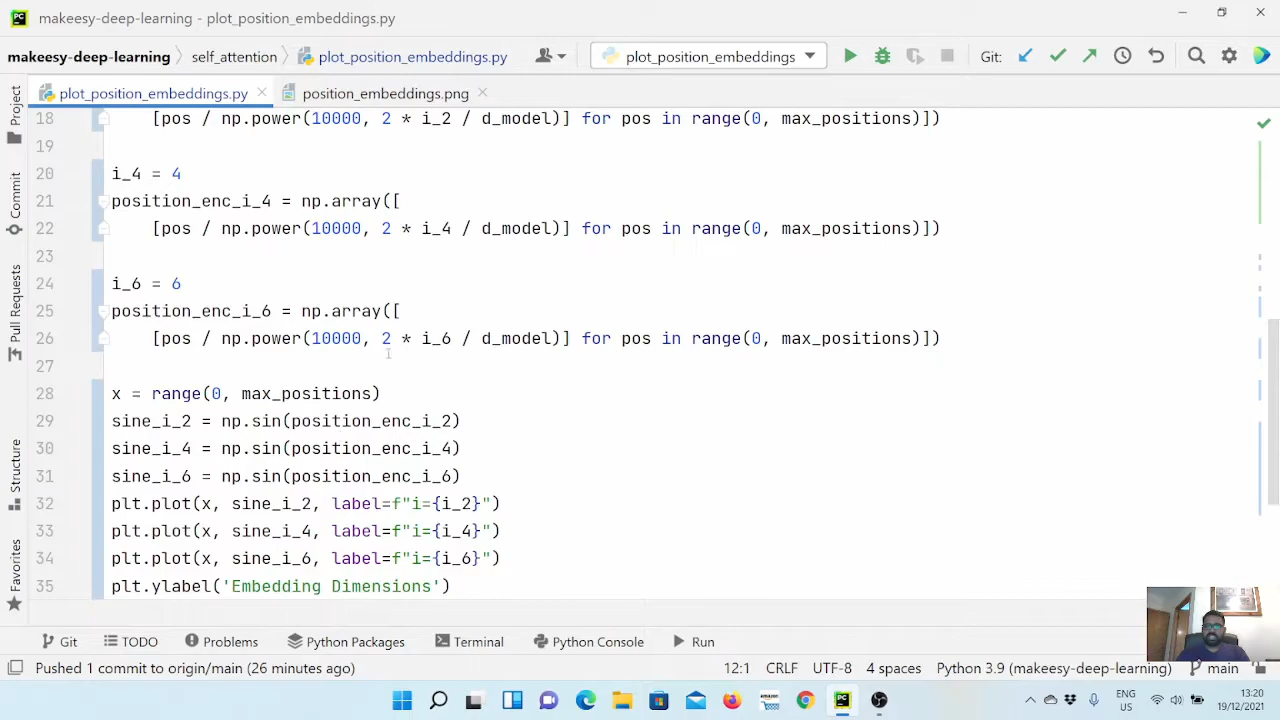 PC makeesy-deep-learning - plot_position_embeddings.py
makeesy-deep-learning self_attention plot_position_embeddings.py plot_position_embeddings Git:
plot_position_embeddings.py position_embeddings.png
Project
Commit
Pull Requests
Structure
Favorites
18 [pos / np.power(10000, 2 * i_2 / d_model)] for pos in range(0, max_positions)])
19
20 i_4 = 4
21 position_enc_i_4 = np.array([
22 [pos / np.power(10000, 2 * i_4 / d_model)] for pos in range(0, max_positions)])
23
24 i_6 = 6
25 position_enc_i_6 = np.array([
26 [pos / np.power(10000, 2 * i_6 / d_model)] for pos in range(0, max_positions)])
27
28 x = range(0, max_positions)
29 sine_i_2 = np.sin(position_enc_i_2)
30 sine_i_4 = np.sin(position_enc_i_4)
31 sine_i_6 = np.sin(position_enc_i_6)
32 plt.plot(x, sine_i_2, label=f"i={i_2}")
33 plt.plot(x, sine_i_4, label=f"i={i_4}")
34 plt.plot(x, sine_i_6, label=f"i={i_6}")
35 plt.ylabel('Embedding Dimensions')
Git TODO Problems Python Packages Terminal Python Console Run
Pushed 1 commit to origin/main (26 minutes ago) 12:1 CRLF UTF-8 4 spaces Python 3.9 (makeesy-deep-learning) main
ENG 13:20
US 19/12/2021